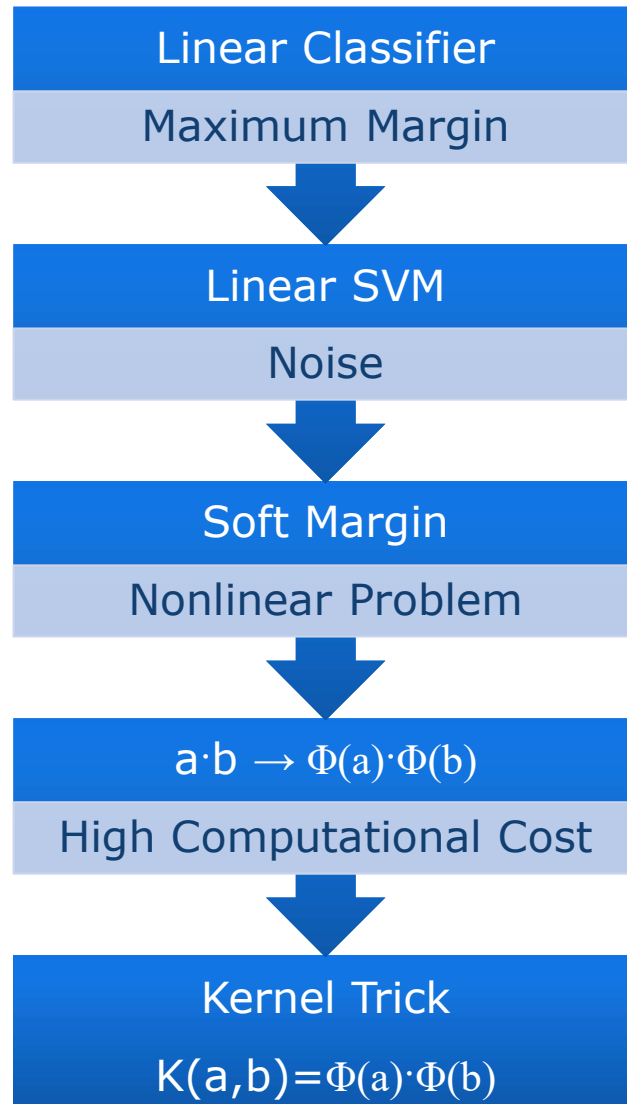 Linear Classifier
Maximum Margin
Linear SVM
Noise
Soft Margin
Nonlinear Problem
a·b → Φ(a)·Φ(b)
High Computational Cost
Kernel Trick
K(a,b)=Φ(a)·Φ(b)